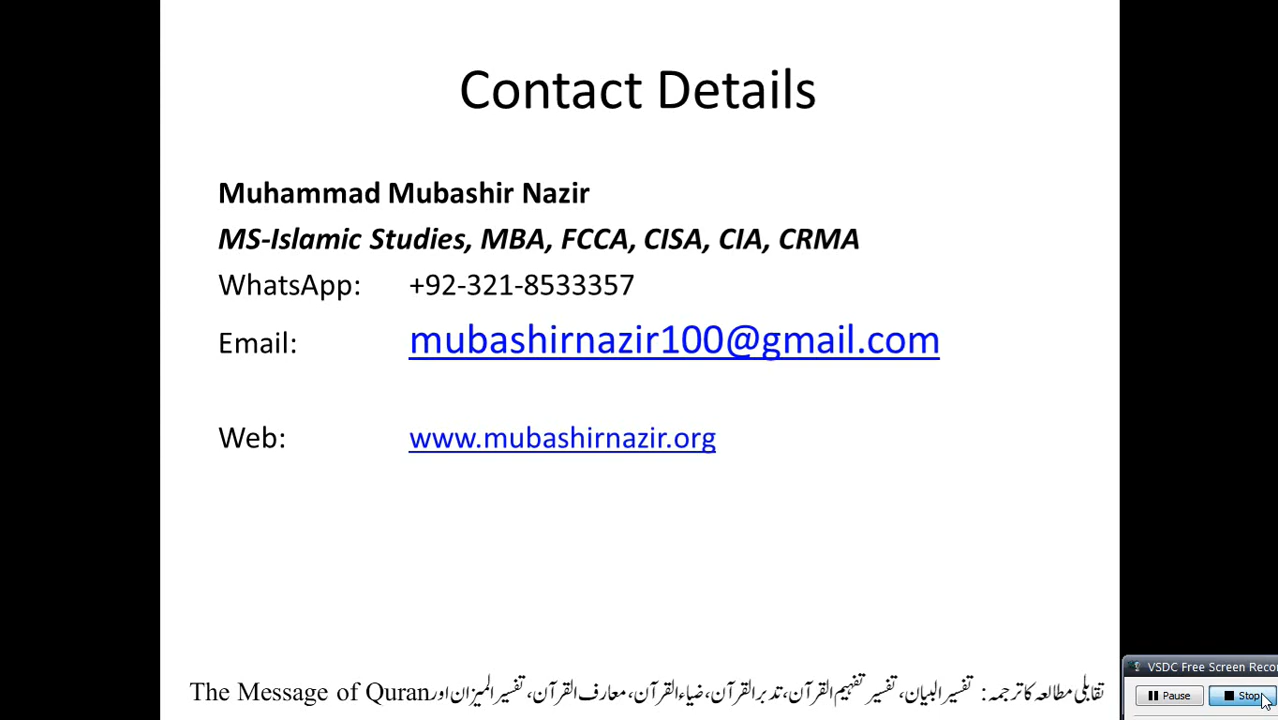 Contact Details
Muhammad Mubashir Nazir
MS-Islamic Studies, MBA, FCCA, CISA, CIA, CRMA
WhatsApp: +92-321-8533357
Email: mubashirnazir100@gmail.com
Web: www.mubashirnazir.org
تقابلی مطالعہ کا ترجمہ: تفسیر البیان، تفسیر تفہیم القرآن، تدبر القرآن، ضیاء القرآن، معارف القرآن، تفسیر المیزان اور The Message of Quran
VSDC Free Screen Reco
Pause
Stop